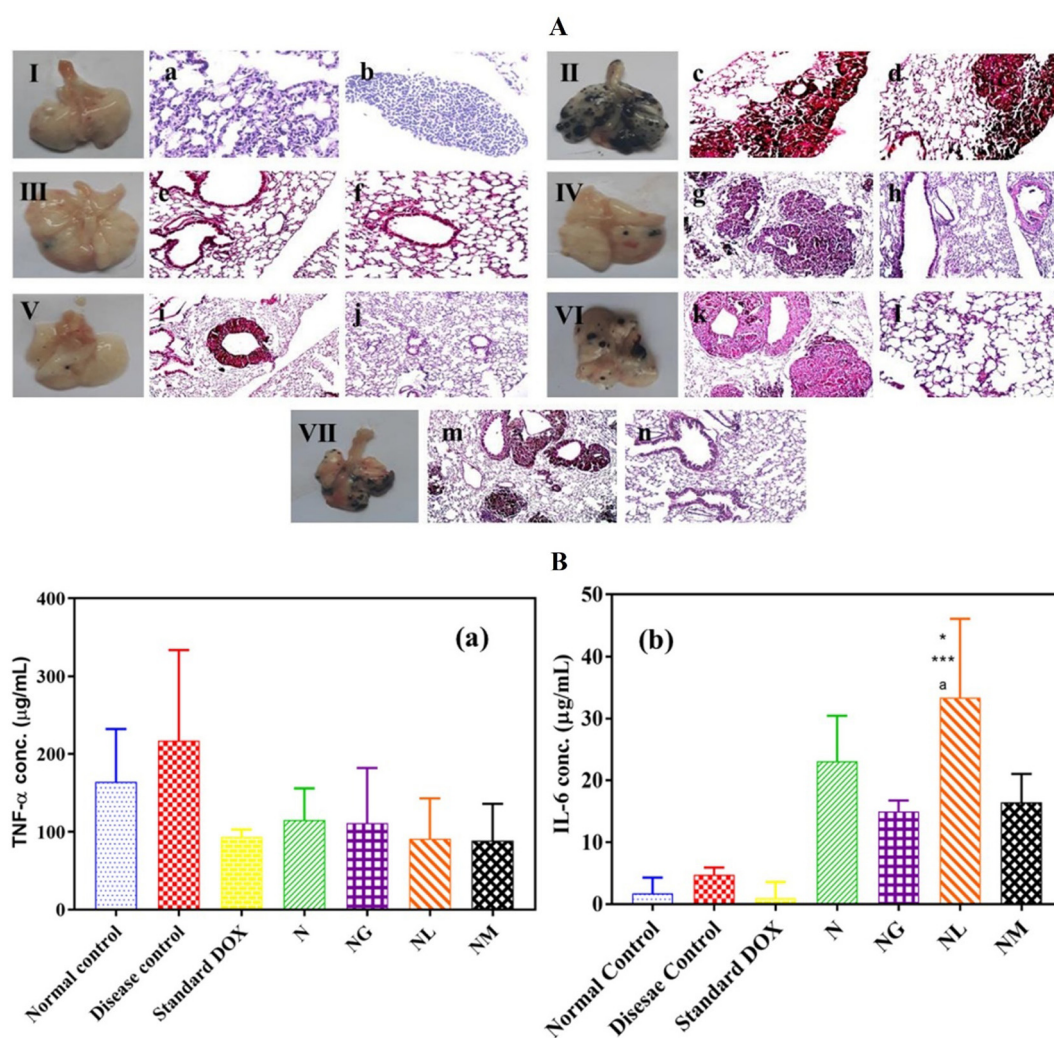 A
I a b II c d
III e f IV g h
V i j VI k l
VII m n
B
400
300
200
100
0
TNF-α conc. (µg/mL)
(a)
Normal control
Disease control
Standard DOX
N
NG
NL
NM
50
40
30
20
10
0
IL-6 conc. (µg/mL)
(b)
*
***
a
Normal Control
Disesae Control
Standard DOX
N
NG
NL
NM